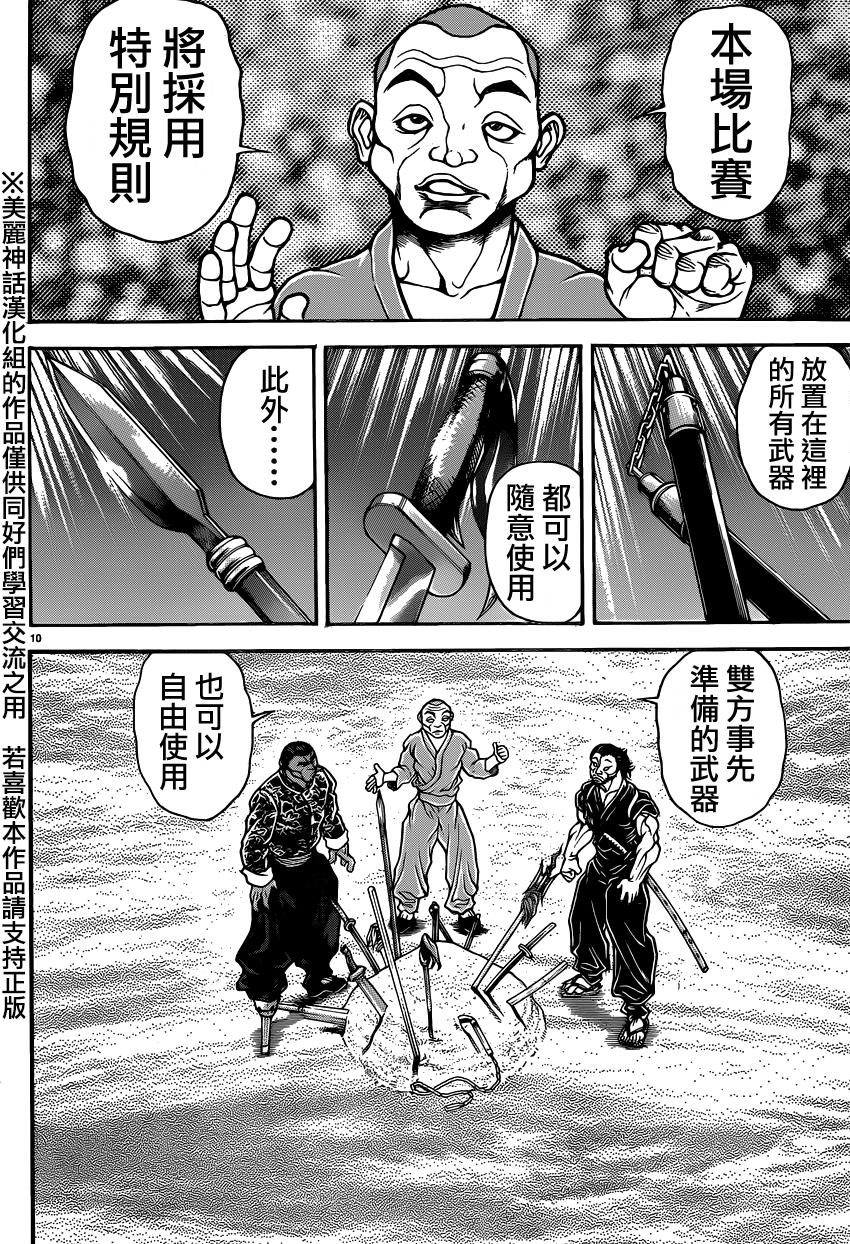 本場比賽
將採用
特別規則
放置在這裡
的所有武器
都可以
隨意使用
此外……
10
雙方事先
準備的武器
也可以
自由使用
※美麗神話漢化組的作品僅供同好們學習交流之用　若喜歡本作品請支持正版